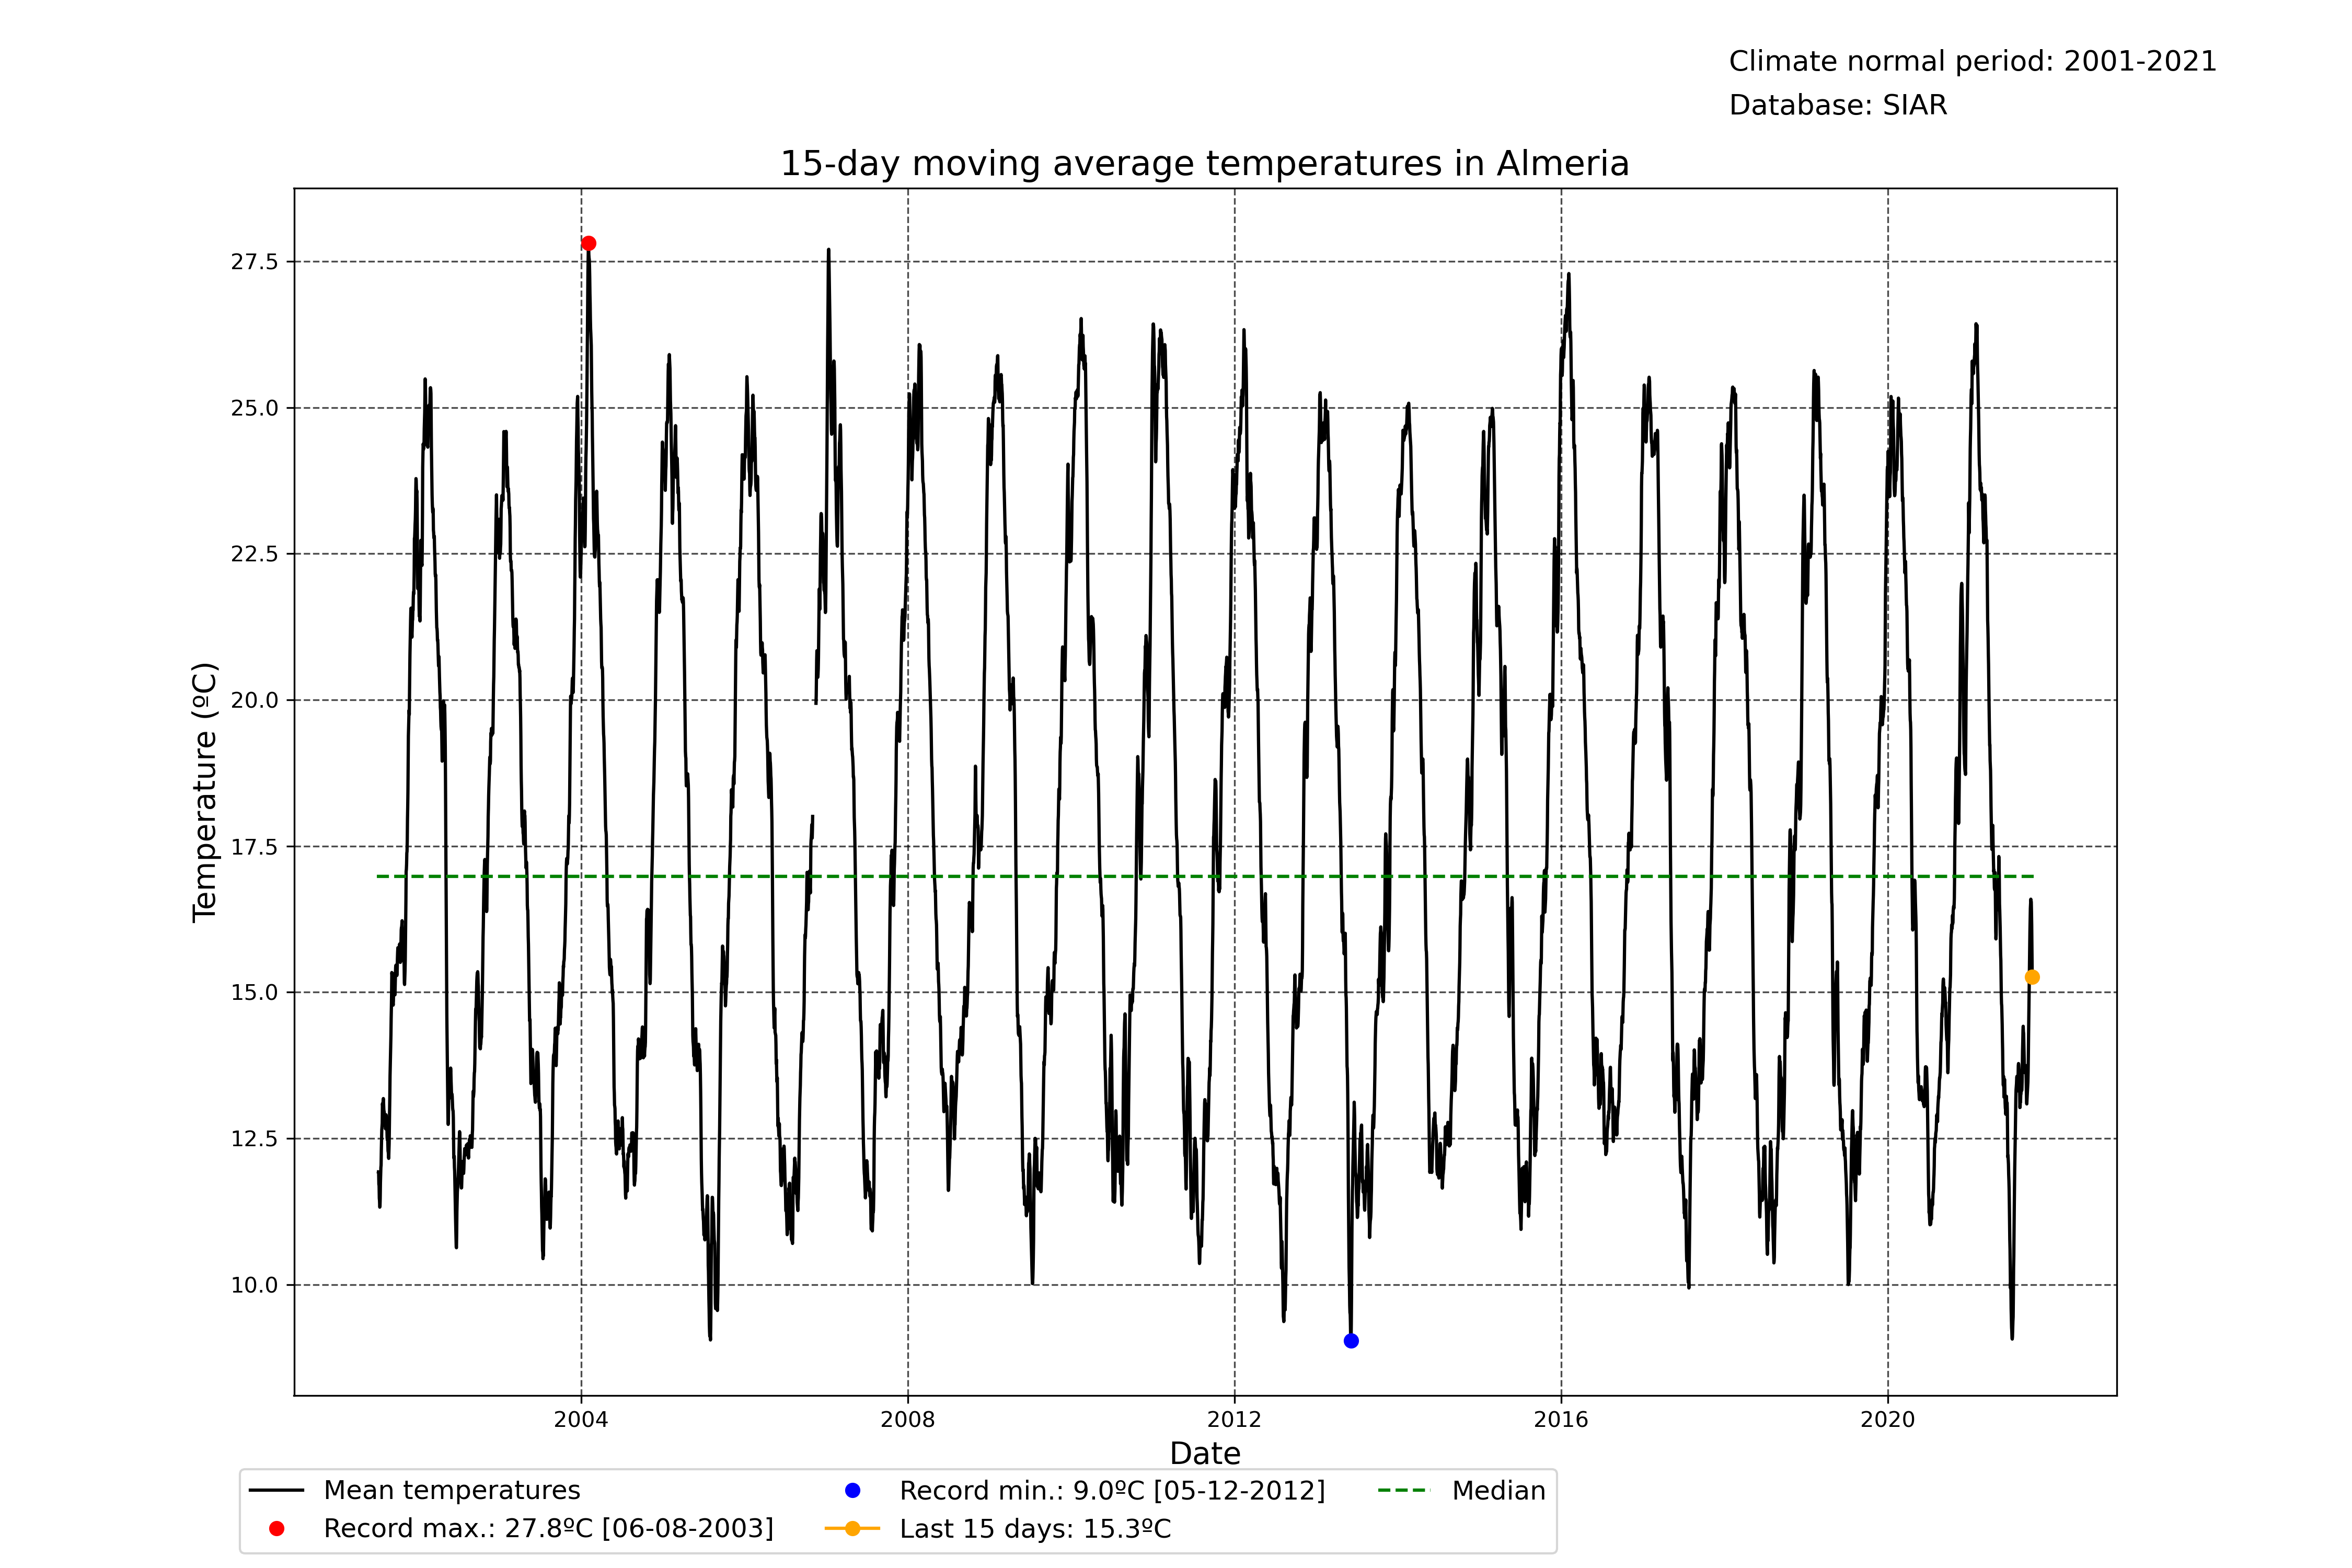 Climate normal period: 2001-2021
Database: SIAR
15-day moving average temperatures in Almeria
27.5
25.0
22.5
20.0
17.5
15.0
12.5
10.0
Temperature (ºC)
2004 2008 2012 2016 2020
Date
Mean temperatures
Record max.: 27.8ºC [06-08-2003]
Record min.: 9.0ºC [05-12-2012]
Last 15 days: 15.3ºC
Median